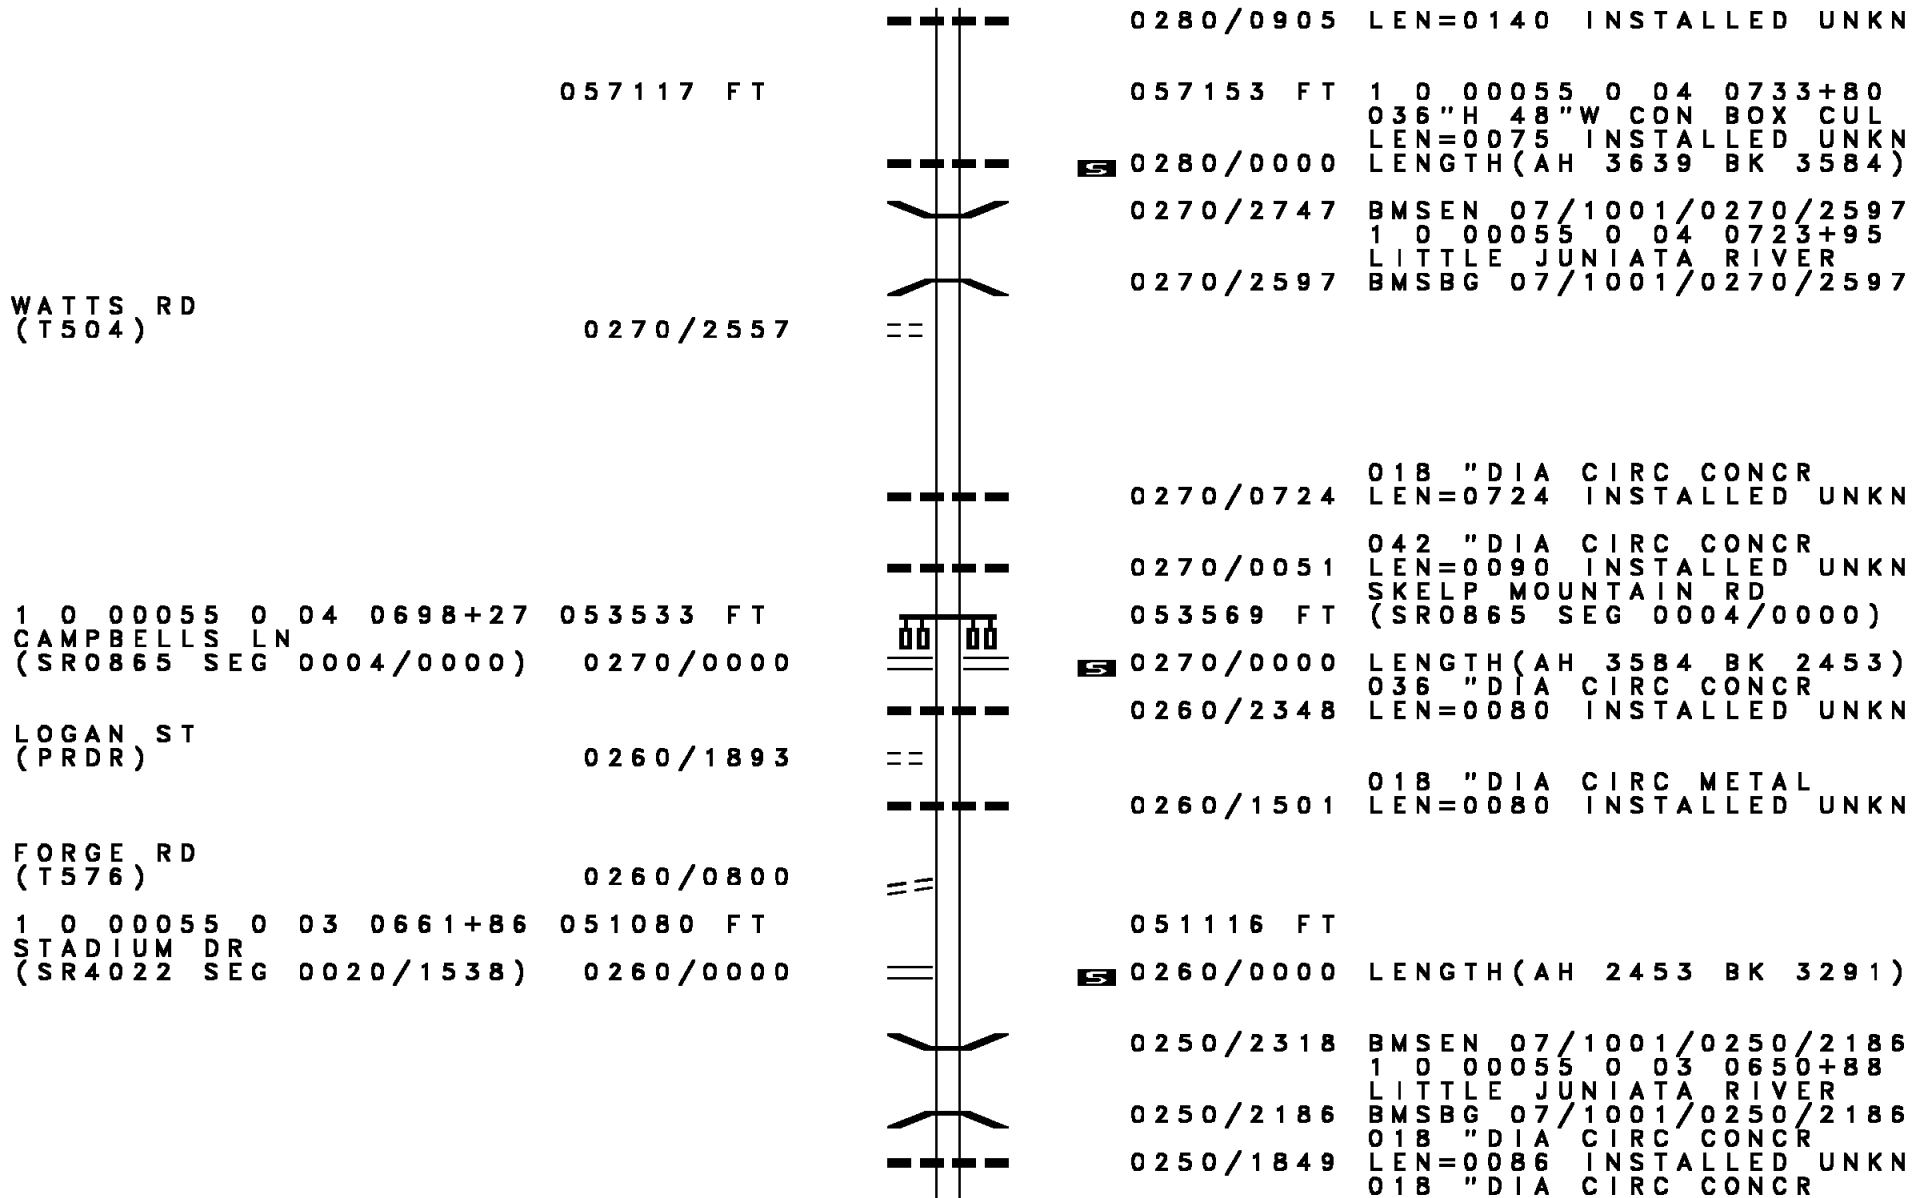 0280/0905 LEN=0140 INSTALLED UNKN
057117 FT 057153 FT 1 0 00055 0 04 0733+80
036"H 48"W CON BOX CUL
LEN=0075 INSTALLED UNKN
S 0280/0000 LENGTH(AH 3639 BK 3584)
0270/2747 BMSEN 07/1001/0270/2597
1 0 00055 0 04 0723+95
LITTLE JUNIATA RIVER
0270/2597 BMSBG 07/1001/0270/2597
WATTS RD
(T504) 0270/2557
018 "DIA CIRC CONCR
0270/0724 LEN=0724 INSTALLED UNKN
042 "DIA CIRC CONCR
0270/0051 LEN=0090 INSTALLED UNKN
SKELP MOUNTAIN RD
1 0 00055 0 04 0698+27 053533 FT 053569 FT (SR0865 SEG 0004/0000)
CAMPBELLS LN
(SR0865 SEG 0004/0000) 0270/0000 S 0270/0000 LENGTH(AH 3584 BK 2453)
036 "DIA CIRC CONCR
0260/2348 LEN=0080 INSTALLED UNKN
LOGAN ST
(PRDR) 0260/1893
018 "DIA CIRC METAL
0260/1501 LEN=0080 INSTALLED UNKN
FORGE RD
(T576) 0260/0800
1 0 00055 0 03 0661+86 051080 FT 051116 FT
STADIUM DR
(SR4022 SEG 0020/1538) 0260/0000 S 0260/0000 LENGTH(AH 2453 BK 3291)
0250/2318 BMSEN 07/1001/0250/2186
1 0 00055 0 03 0650+88
LITTLE JUNIATA RIVER
0250/2186 BMSBG 07/1001/0250/2186
018 "DIA CIRC CONCR
0250/1849 LEN=0086 INSTALLED UNKN
018 "DIA CIRC CONCR